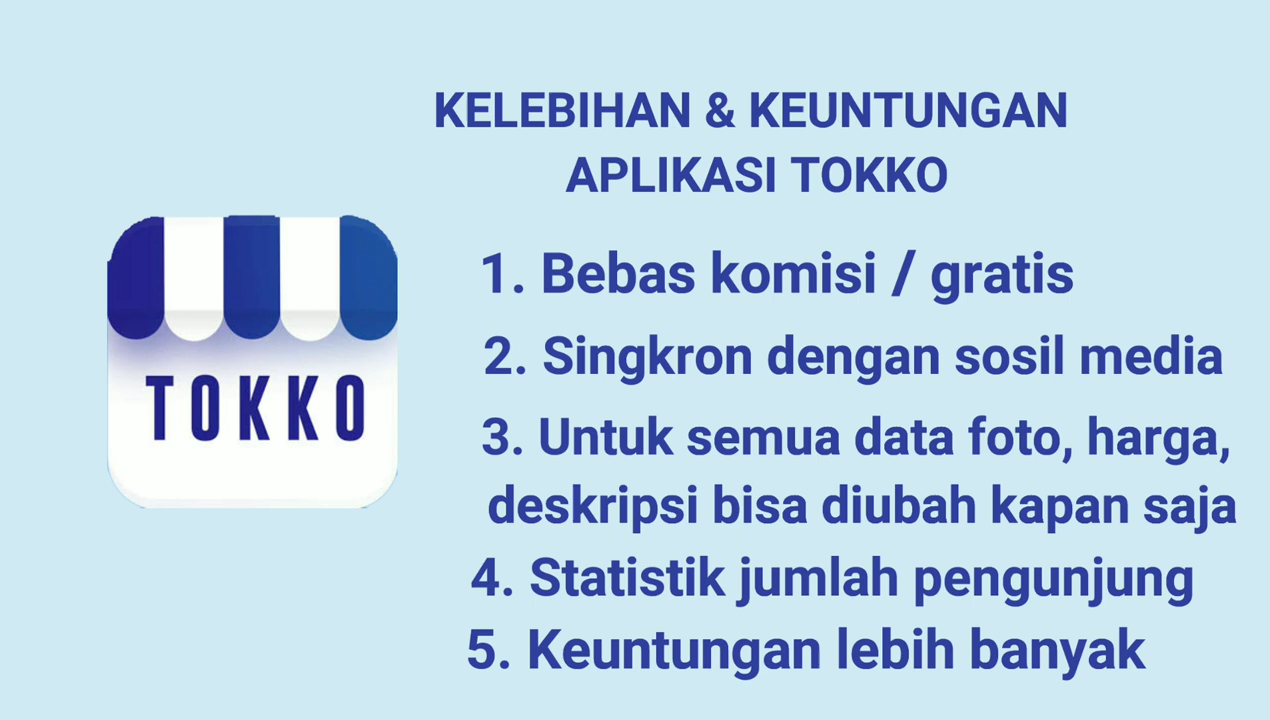 KELEBIHAN & KEUNTUNGAN
APLIKASI TOKKO
TOKKO
1. Bebas komisi / gratis
2. Singkron dengan sosil media
3. Untuk semua data foto, harga,
deskripsi bisa diubah kapan saja
4. Statistik jumlah pengunjung
5. Keuntungan lebih banyak